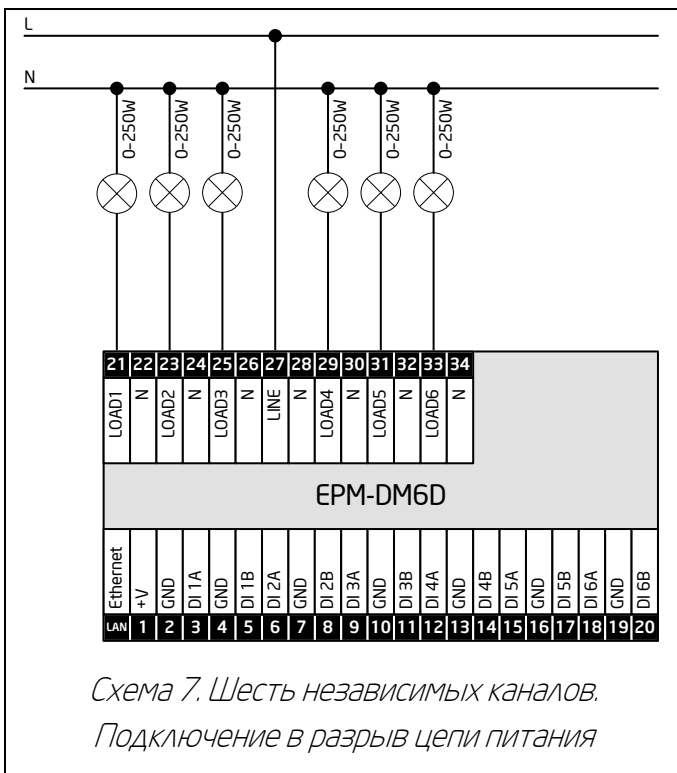 L
N
0-250W 0-250W 0-250W 0-250W 0-250W 0-250W
21 22 23 24 25 26 27 28 29 30 31 32 33 34
LOAD1 N LOAD2 N LOAD3 N LINE N LOAD4 N LOAD5 N LOAD6 N
EPM-DM6D
Ethernet +V GND DI 1A GND DI 1B DI 2A GND DI 2B DI 3A GND DI 3B DI 4A GND DI 4B DI 5A GND DI 5B DI 6A GND DI 6B
LAN 1 2 3 4 5 6 7 8 9 10 11 12 13 14 15 16 17 18 19 20
Схема 7. Шесть независимых каналов.
Подключение в разрыв цепи питания